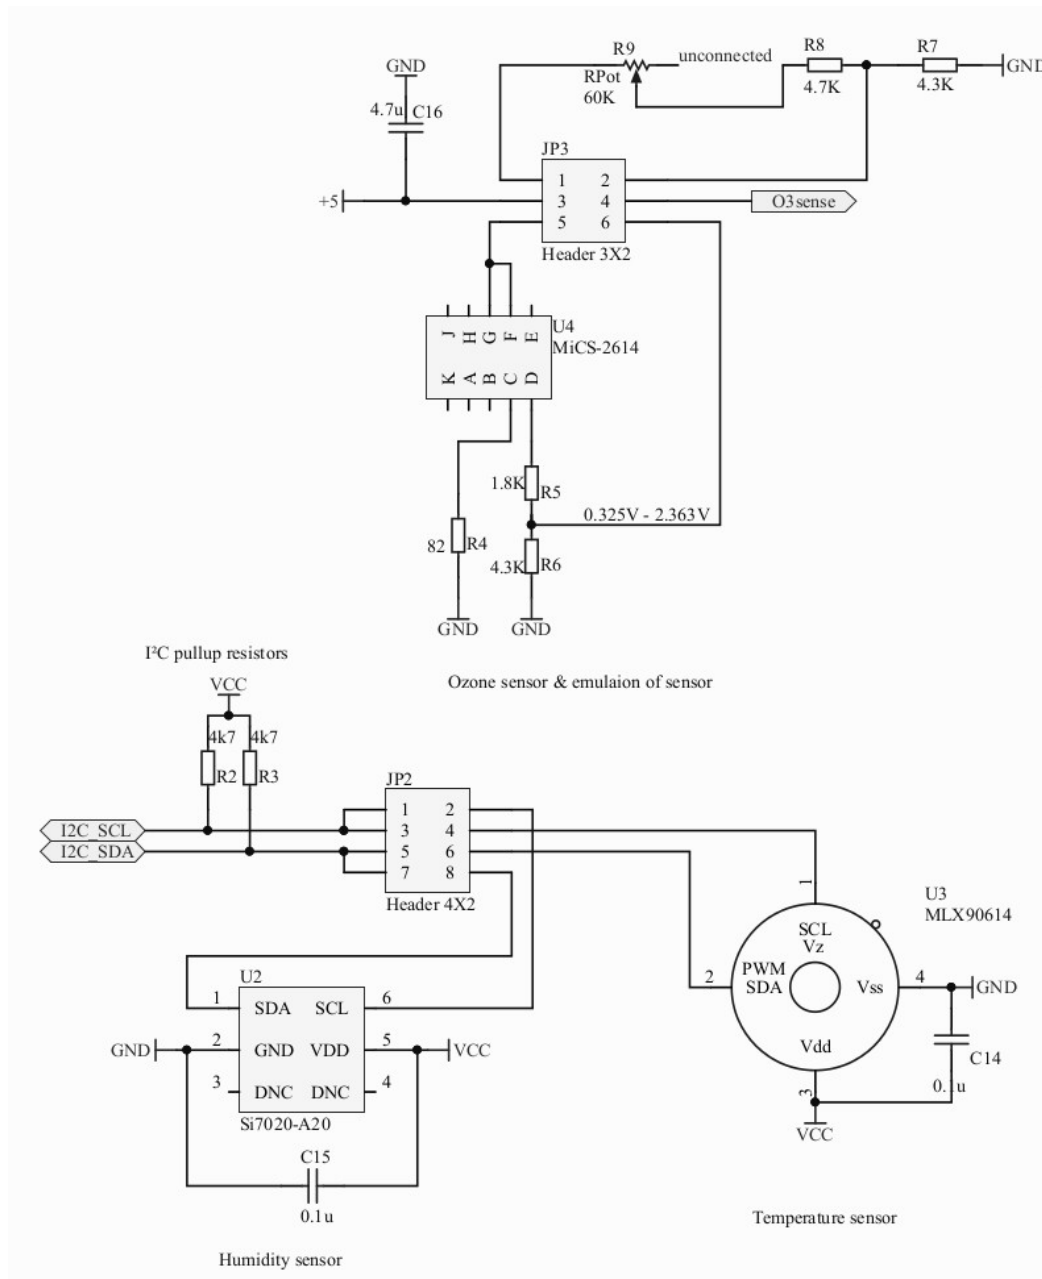 GND
4.7u C16
+5
R9
RPot
60K
unconnected
R8
4.7K
R7
4.3K
GND
JP3
1 2
3 4
5 6
Header 3X2
O3sense
J H G F E
K A B C D
U4
MiCS-2614
1.8K R5
0.325V - 2.363V
82 R4
4.3K R6
GND GND
Ozone sensor & emulaion of sensor
I²C pullup resistors
VCC
4k7 4k7
R2 R3
I2C_SCL
I2C_SDA
JP2
1 2
3 4
5 6
7 8
Header 4X2
U3
MLX90614
1
SCL
Vz
2 PWM
SDA
Vss 4 GND
Vdd
3
VCC
C14
0.1u
Temperature sensor
U2
1 SDA SCL 6
GND 2 GND VDD 5 VCC
3 DNC DNC 4
Si7020-A20
C15
0.1u
Humidity sensor